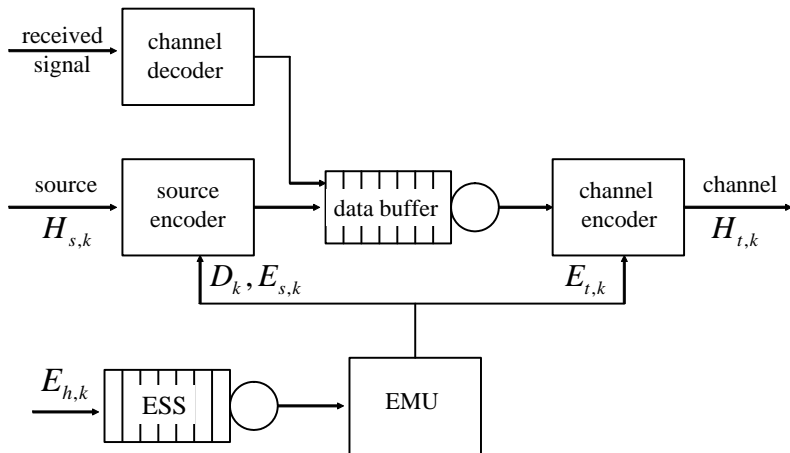 received
signal
channel
decoder
source
H_{s,k}
source
encoder
data buffer
channel
encoder
channel
H_{t,k}
D_k, E_{s,k}
E_{t,k}
E_{h,k}
ESS
EMU